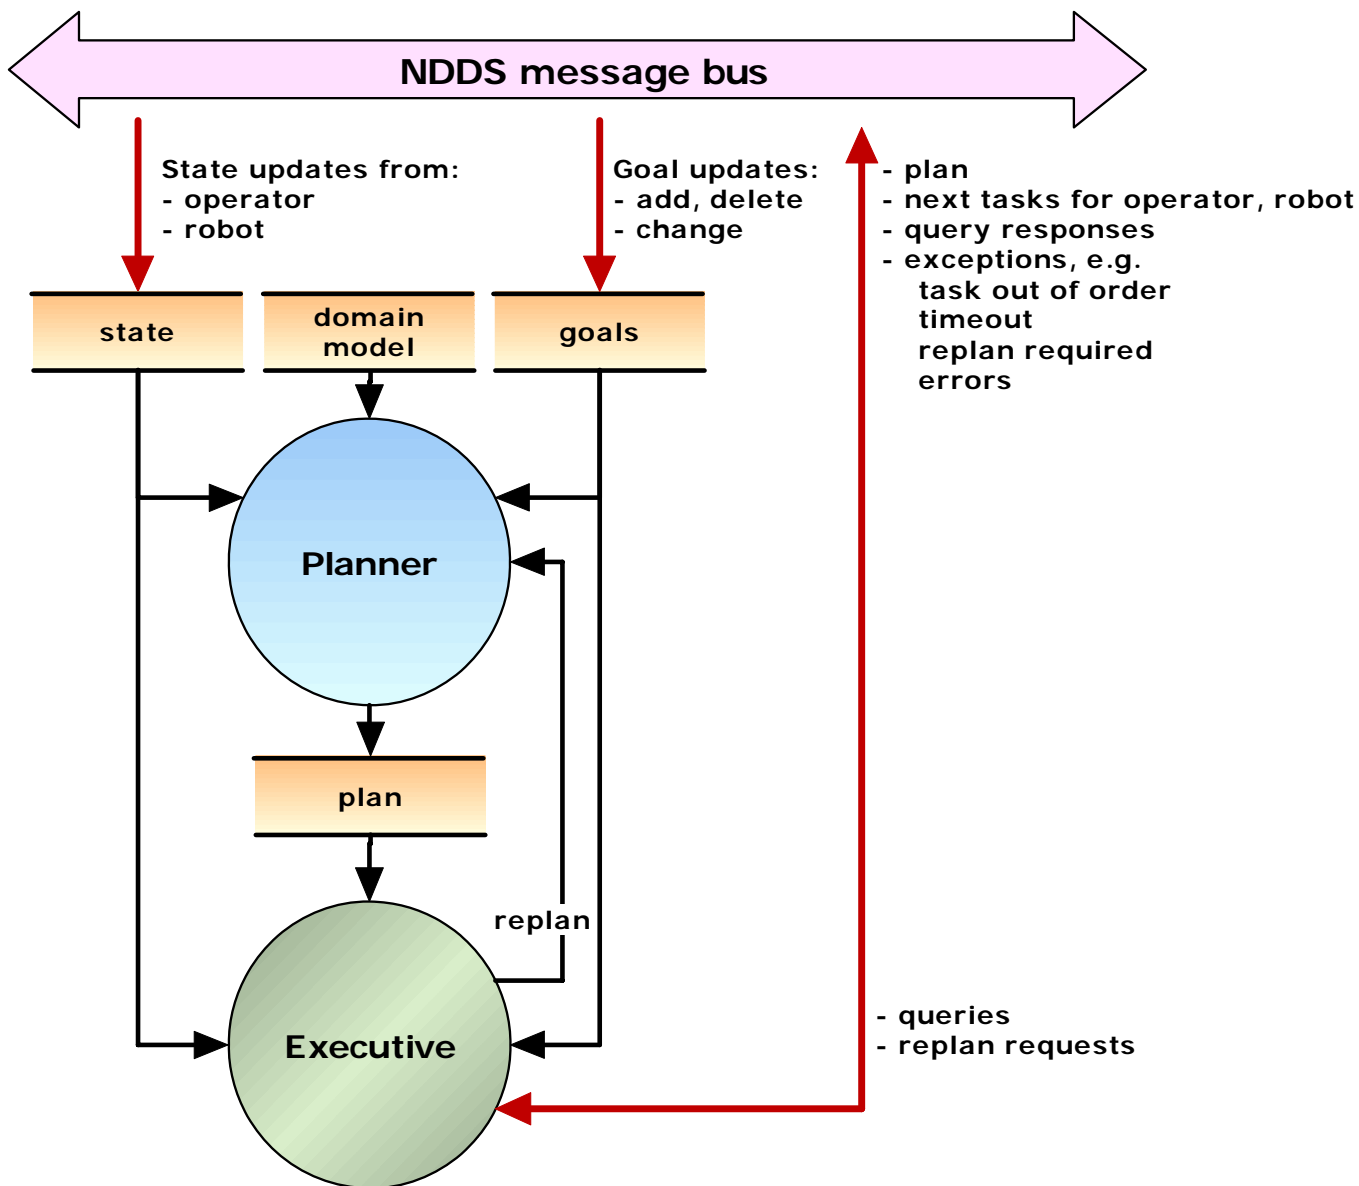 NDDS message bus
State updates from:
- operator
- robot
Goal updates:
- add, delete
- change
- plan
- next tasks for operator, robot
- query responses
- exceptions, e.g.
task out of order
timeout
replan required
errors
state
domain
model
goals
Planner
plan
replan
Executive
- queries
- replan requests